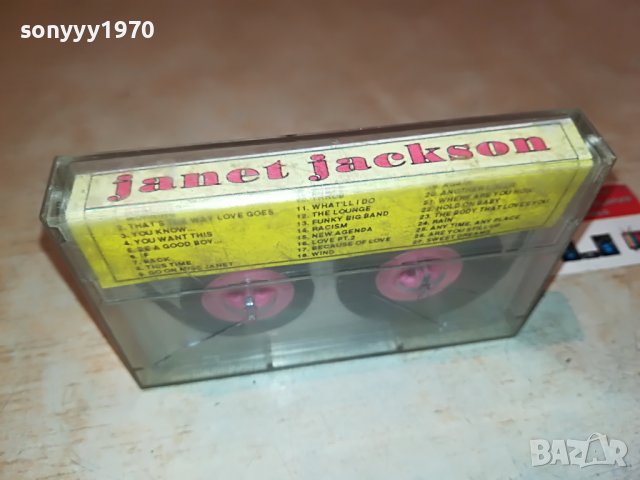 sonyyy1970
janet jackson
2. THAT'S THE WAY LOVE GOES
3. YOU KNOW...
4. YOU WANT THIS
5. BE A GOOD BOY...
6. IF
7. BACK
8. THIS TIME
9. GO ON MISS JANET
11. WHAT'LL I DO
12. THE LOUNGE
13. FUNKY BIG BAND
14. RACISM
15. NEW AGENDA
16. LOVE PT.2
17. BECAUSE OF LOVE
18. WIND
20. ANOTHER
21. WHERE ARE YOU NOW
22. HOLD ON BABY
23. THE BODY THAT LOVES YOU
24. RAIN
25. ANY TIME, ANY PLACE
26. ARE YOU STILL UP
27. SWEET DREAMS
BAZAR
bg